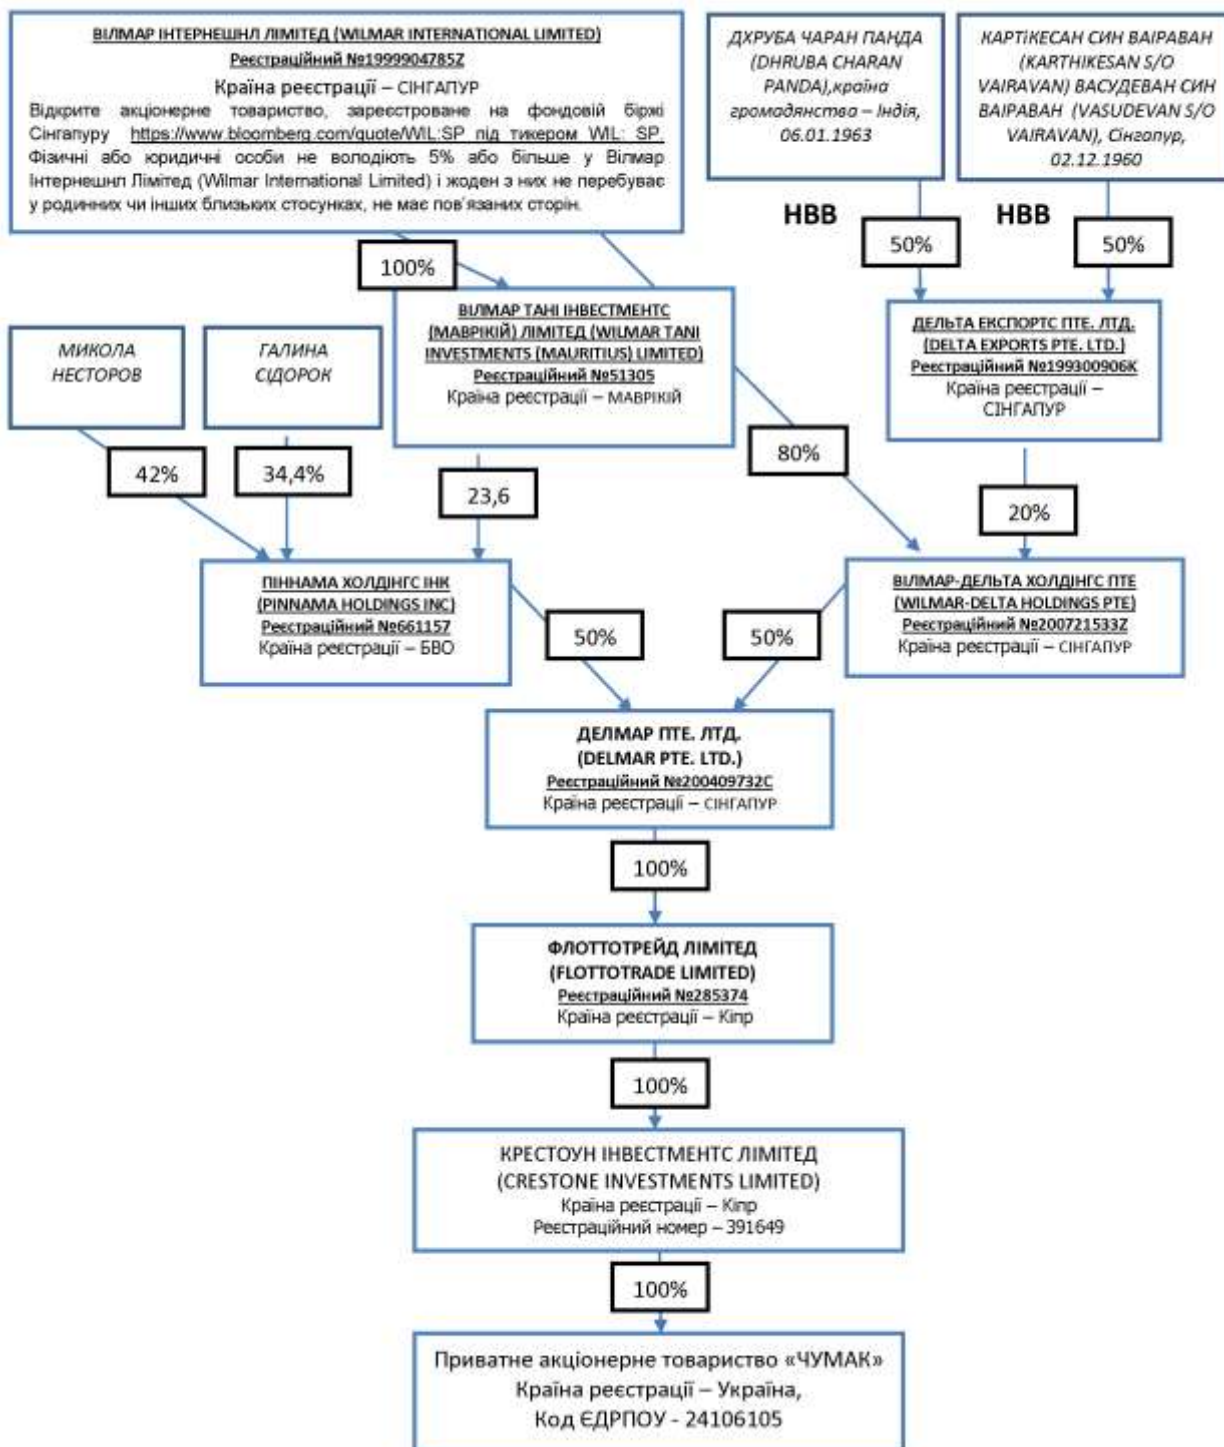 ВІЛМАР ІНТЕРНЕШНЛ ЛІМІТЕД (WILMAR INTERNATIONAL LIMITED)
Реєстраційний №1999904785Z
Країна реєстрації – СІНГАПУР
Відкрите акціонерне товариство, зареєстроване на фондовій біржі
Сінгапуру https://www.bloomberg.com/quote/WIL:SP під тикером WIL: SP.
Фізичні або юридичні особи не володіють 5% або більше у Вілмар
Інтернешнл Лімітед (Wilmar International Limited) і жоден з них не перебуває
у родинних чи інших близьких стосунках, не має пов'язаних сторін.
ДХРУБА ЧАРАН ПАНДА
(DHRUBA CHARAN
PANDA),країна
громадянства – Індія,
06.01.1963
КАРТІКЕСАН СИН ВАІРАВАН
(KARTHIKESAN S/O
VAIRAVAN) ВАСУДЕВАН СИН
ВАІРАВАН (VASUDEVAN S/O
VAIRAVAN), Сінгапур,
02.12.1960
НВВ
50%
НВВ
50%
100%
МИКОЛА
НЕСТОРОВ
ГАЛИНА
СІДОРОК
ВІЛМАР ТАНІ ІНВЕСТМЕНТС
(МАВРІКІЙ) ЛІМІТЕД (WILMAR TANI
INVESTMENTS (MAURITIUS) LIMITED)
Реєстраційний №51305
Країна реєстрації – МАВРІКІЙ
ДЕЛЬТА ЕКСПОРТС ПТЕ. ЛТД.
(DELTA EXPORTS PTE. LTD.)
Реєстраційний №199300906K
Країна реєстрації –
СІНГАПУР
42%
34,4%
23,6
80%
20%
ПІННАМА ХОЛДІНГС ІНК
(PINNAMA HOLDINGS INC)
Реєстраційний №661157
Країна реєстрації – БВО
ВІЛМАР-ДЕЛЬТА ХОЛДІНГС ПТЕ
(WILMAR-DELTA HOLDINGS PTE)
Реєстраційний №200721533Z
Країна реєстрації – СІНГАПУР
50%
50%
ДЕЛМАР ПТЕ. ЛТД.
(DELMAR PTE. LTD.)
Реєстраційний №200409732C
Країна реєстрації – СІНГАПУР
100%
ФЛОТТОТРЕЙД ЛІМІТЕД
(FLOTTOTRADE LIMITED)
Реєстраційний №285374
Країна реєстрації – Кіпр
100%
КРЕСТОУН ІНВЕСТМЕНТС ЛІМІТЕД
(CRESTONE INVESTMENTS LIMITED)
Країна реєстрації – Кіпр
Реєстраційний номер – 391649
100%
Приватне акціонерне товариство «ЧУМАК»
Країна реєстрації – Україна,
Код ЄДРПОУ - 24106105